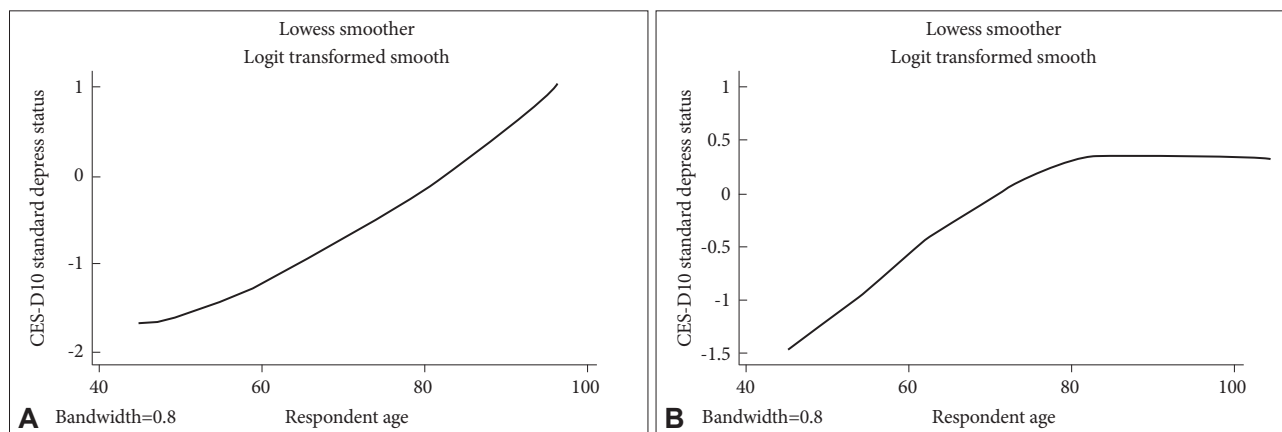 Lowess smoother
Logit transformed smooth
CES-D10 standard depress status
1
0
-1
-2
40 60 80 100
A Bandwidth=0.8 Respondent age
Lowess smoother
Logit transformed smooth
CES-D10 standard depress status
1
0.5
0
-0.5
-1
-1.5
40 60 80 100
B Bandwidth=0.8 Respondent age